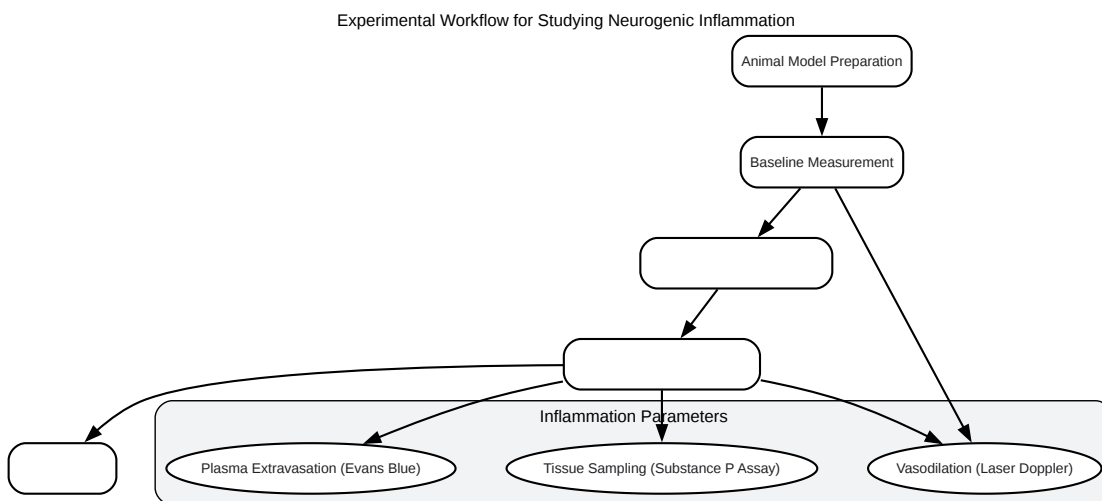 Experimental Workflow for Studying Neurogenic Inflammation
Animal Model Preparation
Baseline Measurement
Inflammation Parameters
Plasma Extravasation (Evans Blue)
Tissue Sampling (Substance P Assay)
Vasodilation (Laser Doppler)